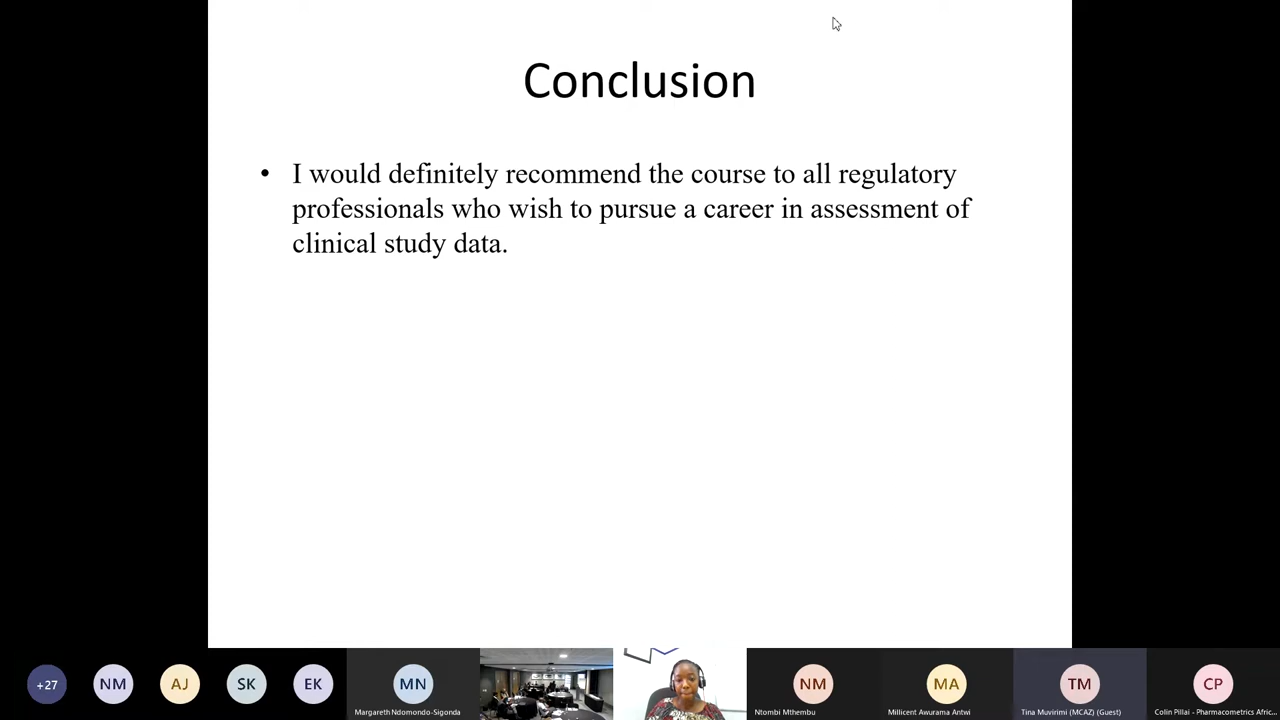 Conclusion
• I would definitely recommend the course to all regulatory
professionals who wish to pursue a career in assessment of
clinical study data.
+27
NM
AJ
SK
EK
MN
Margareth Ndomondo-Sigonda
NM
Ntombi Mthembu
MA
Millicent Awurama Antwi
TM
Tina Muvirimi (MCAZ) (Guest)
CP
Colin Pillai - Pharmacometrics Afric...